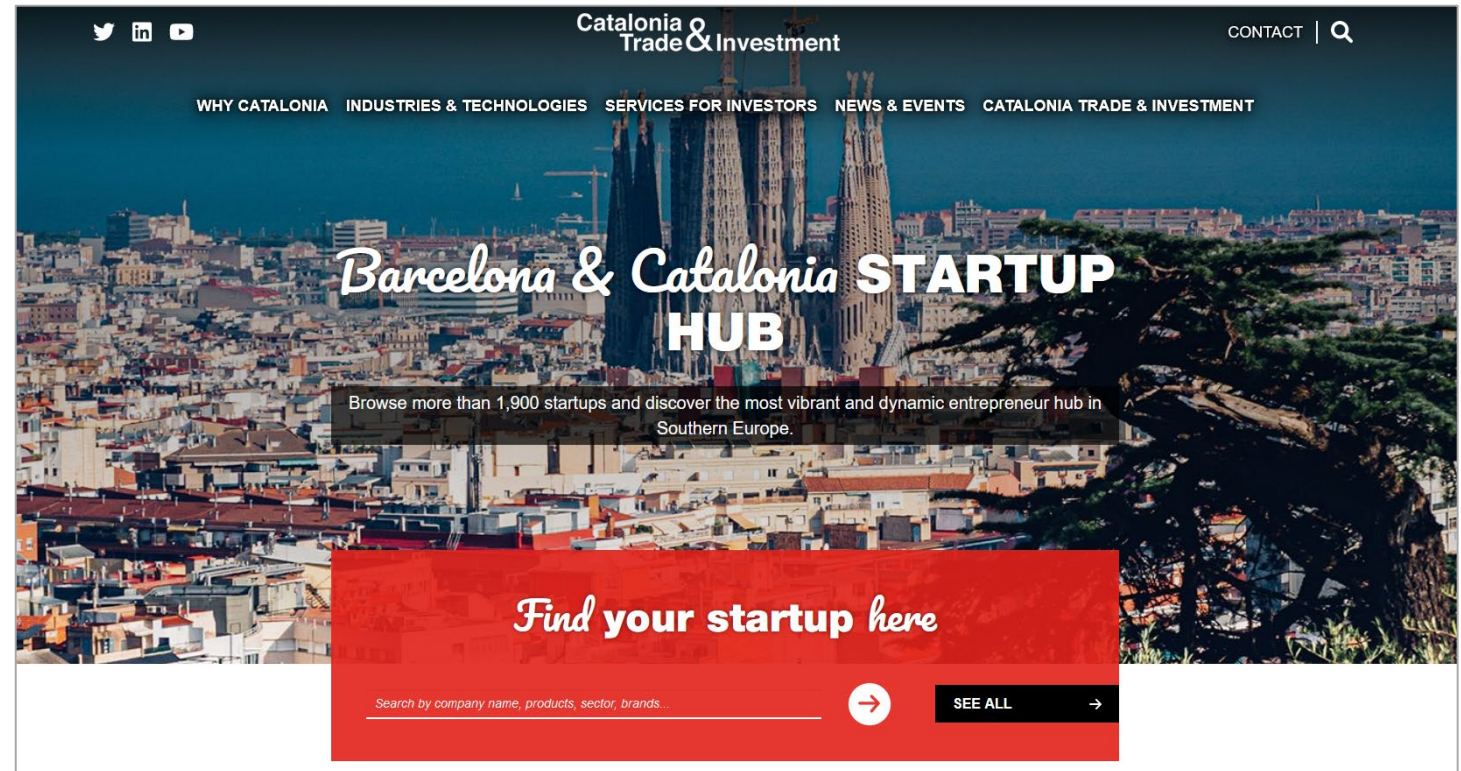 Catalonia
Trade & Investment
CONTACT
WHY CATALONIA INDUSTRIES & TECHNOLOGIES SERVICES FOR INVESTORS NEWS & EVENTS CATALONIA TRADE & INVESTMENT
Barcelona & Catalonia STARTUP
HUB
Browse more than 1,900 startups and discover the most vibrant and dynamic entrepreneur hub in
Southern Europe.
Find your startup here
Search by company name, products, sector, brands...
SEE ALL